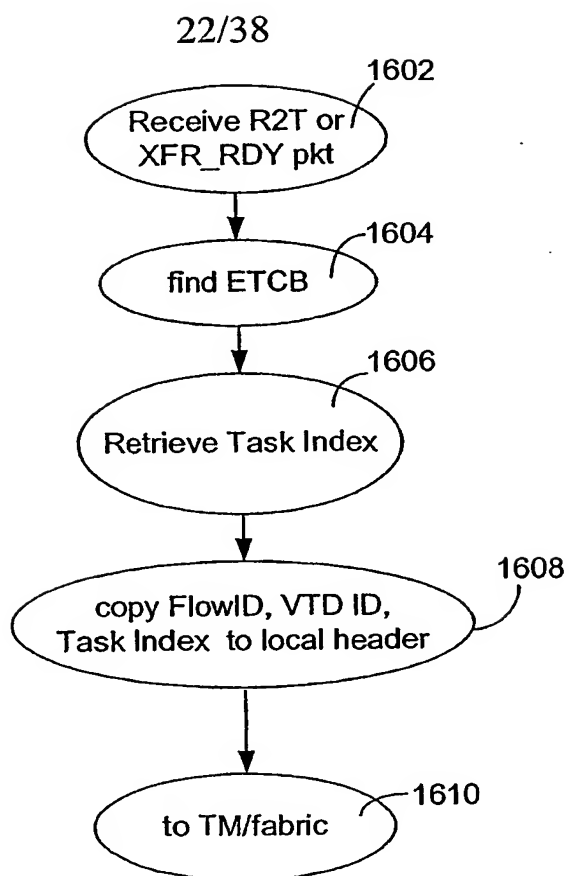 22/38
1602
Receive R2T or
XFR_RDY pkt
1604
find ETCB
1606
Retrieve Task Index
1608
copy FlowID, VTD ID,
Task Index to local header
1610
to TM/fabric